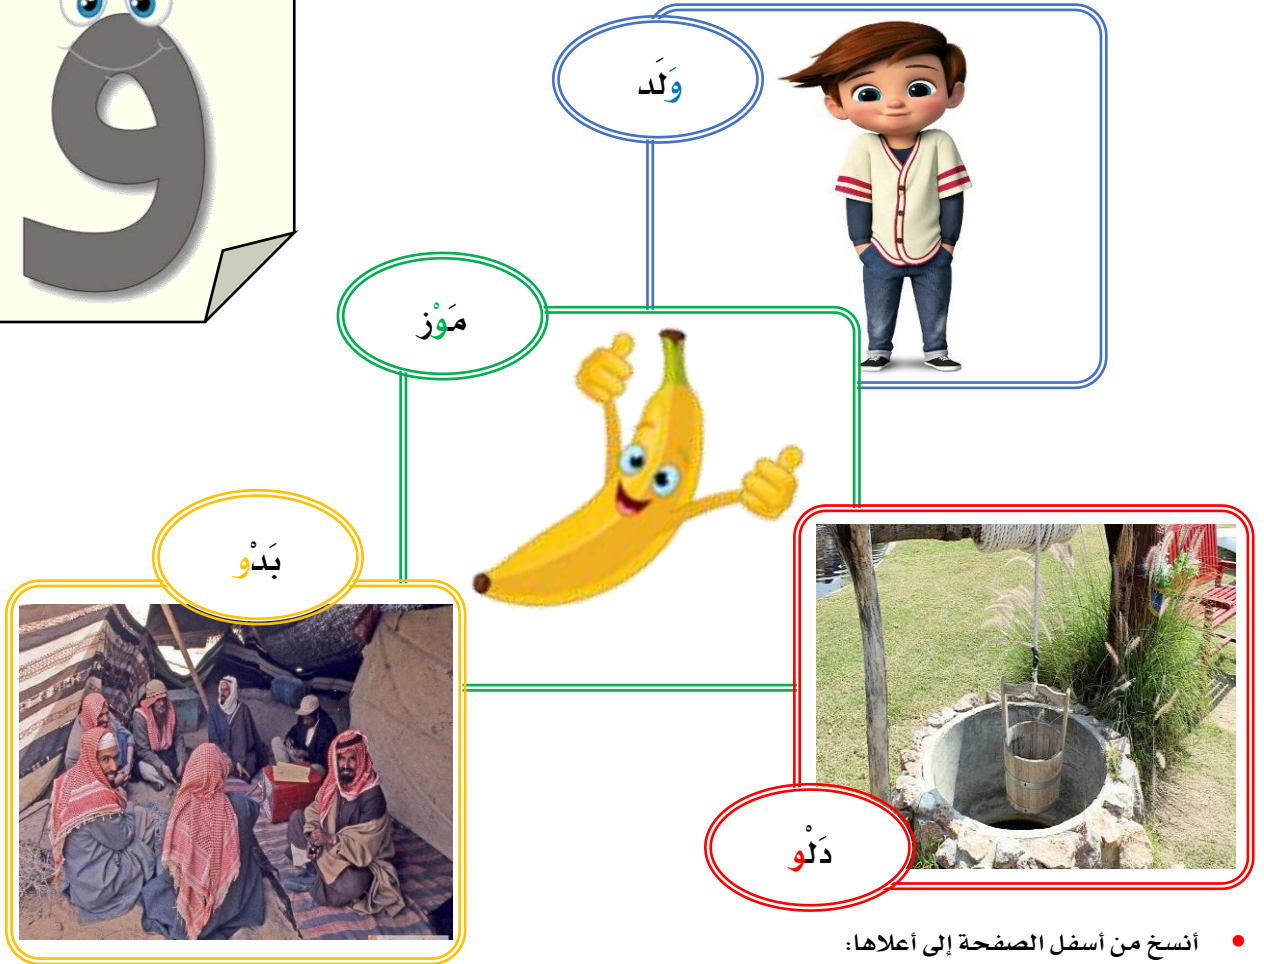 و
وَلَد
مَوْز
بَدْو
دَلْو
• أنسخ من أسفل الصفحة إلى أعلاها: